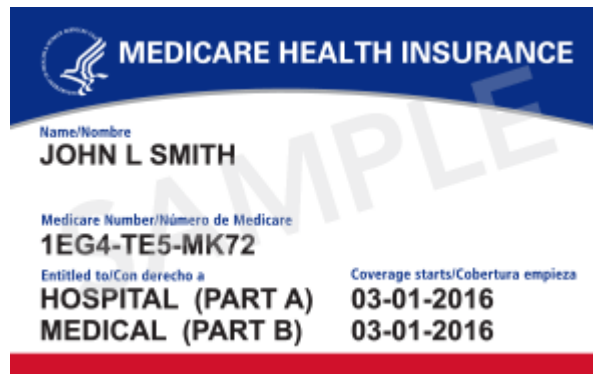 MEDICARE HEALTH INSURANCE
Name/Nombre
JOHN L SMITH
SAMPLE
Medicare Number/Número de Medicare
1EG4-TE5-MK72
Entitled to/Con derecho a
Coverage starts/Cobertura empieza
HOSPITAL (PART A) 03-01-2016
MEDICAL (PART B) 03-01-2016